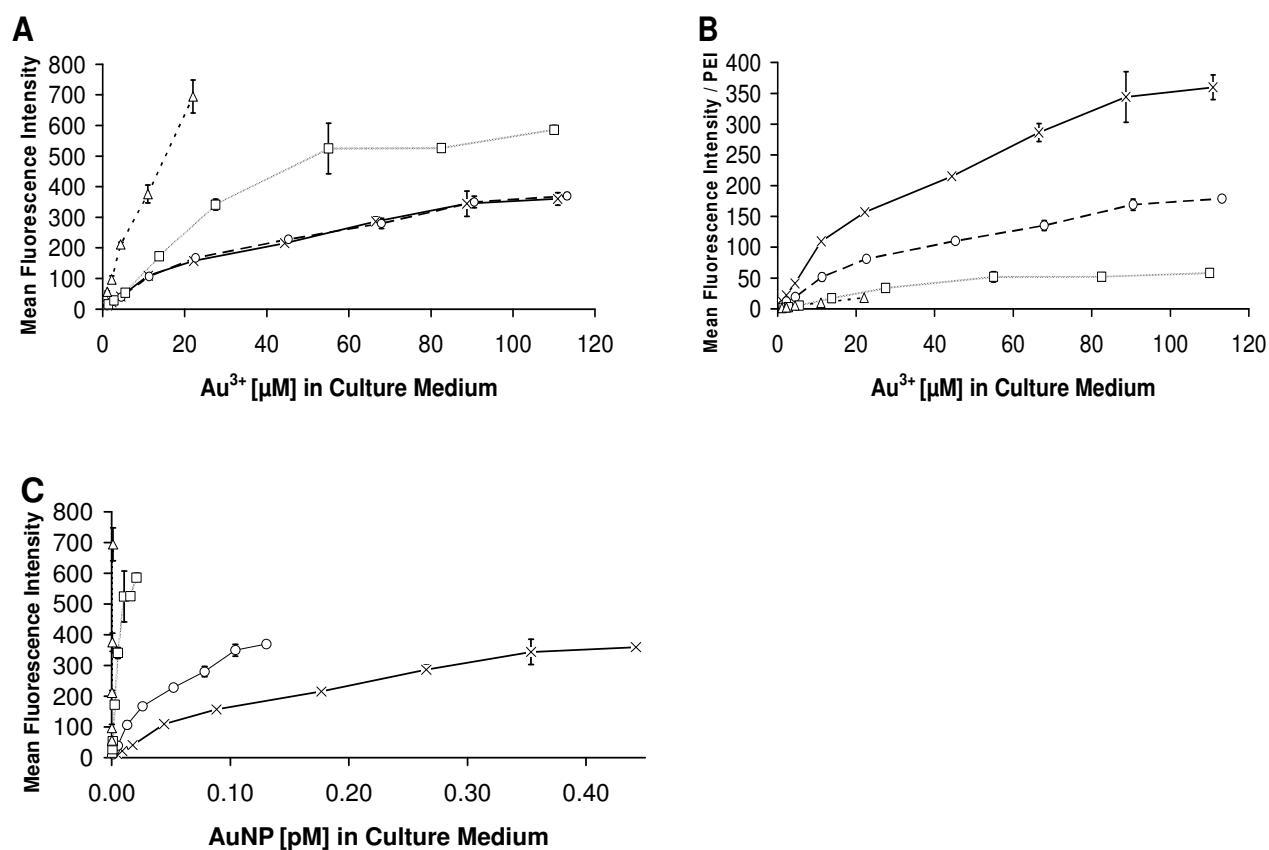 A
Mean Fluorescence Intensity
800
700
600
500
400
300
200
100
0
0 20 40 60 80 100 120
Au³⁺ [µM] in Culture Medium
B
Mean Fluorescence Intensity / PEI
400
350
300
250
200
150
100
50
0
0 20 40 60 80 100 120
Au³⁺ [µM] in Culture Medium
C
Mean Fluorescence Intensity
800
700
600
500
400
300
200
100
0
0.00 0.10 0.20 0.30 0.40
AuNP [pM] in Culture Medium